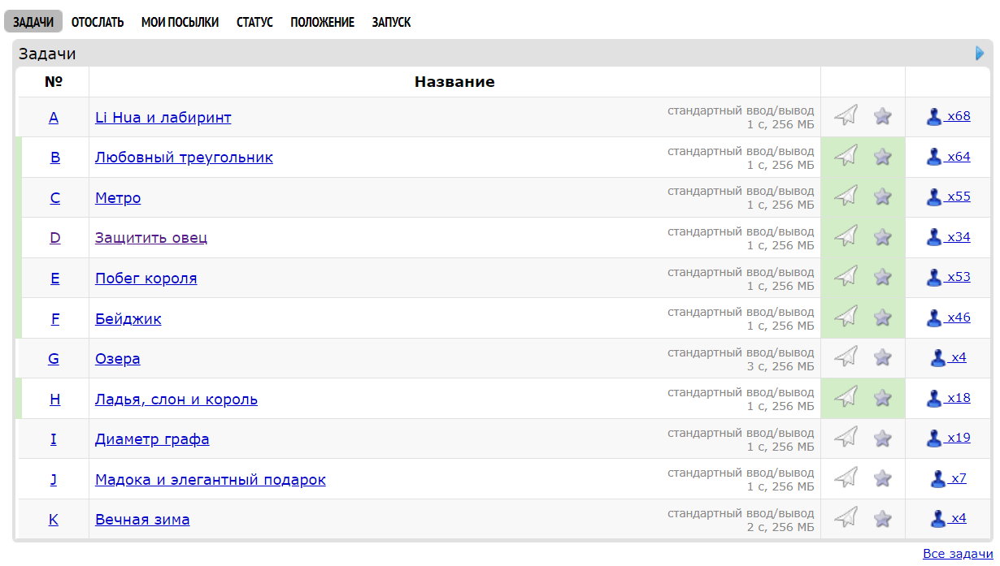 ЗАДАЧИ ОТОСЛАТЬ МОИ ПОСЫЛКИ СТАТУС ПОЛОЖЕНИЕ ЗАПУСК
Задачи
№ Название
A Li Hua и лабиринт стандартный ввод/вывод x68
1 с, 256 МБ
B Любовный треугольник стандартный ввод/вывод x64
1 с, 256 МБ
C Метро стандартный ввод/вывод x55
1 с, 256 МБ
D Защитить овец стандартный ввод/вывод x34
1 с, 256 МБ
E Побег короля стандартный ввод/вывод x53
1 с, 256 МБ
F Бейджик стандартный ввод/вывод x46
1 с, 256 МБ
G Озера стандартный ввод/вывод x4
3 с, 256 МБ
H Ладья, слон и король стандартный ввод/вывод x18
1 с, 256 МБ
I Диаметр графа стандартный ввод/вывод x19
1 с, 256 МБ
J Мадока и элегантный подарок стандартный ввод/вывод x7
1 с, 256 МБ
K Вечная зима стандартный ввод/вывод x4
2 с, 256 МБ
Все задачи